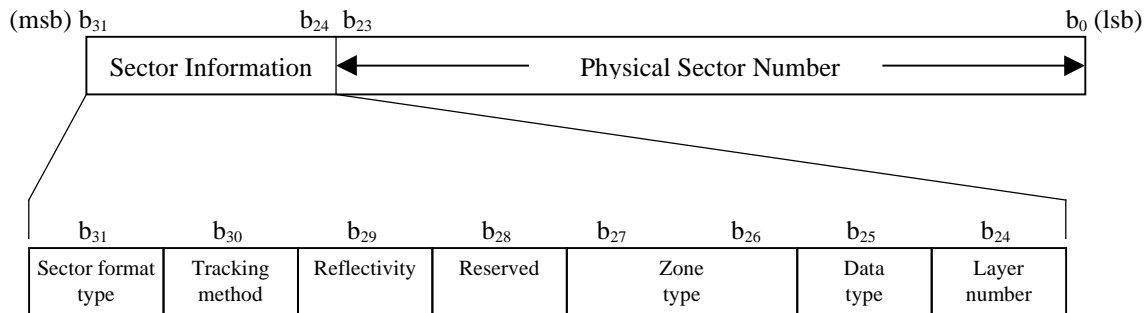 (msb) b31 b24 b23 b0 (lsb)
Sector Information Physical Sector Number
b31 b30 b29 b28 b27 b26 b25 b24
Sector format Tracking Reflectivity Reserved Zone Data Layer
type method type type number